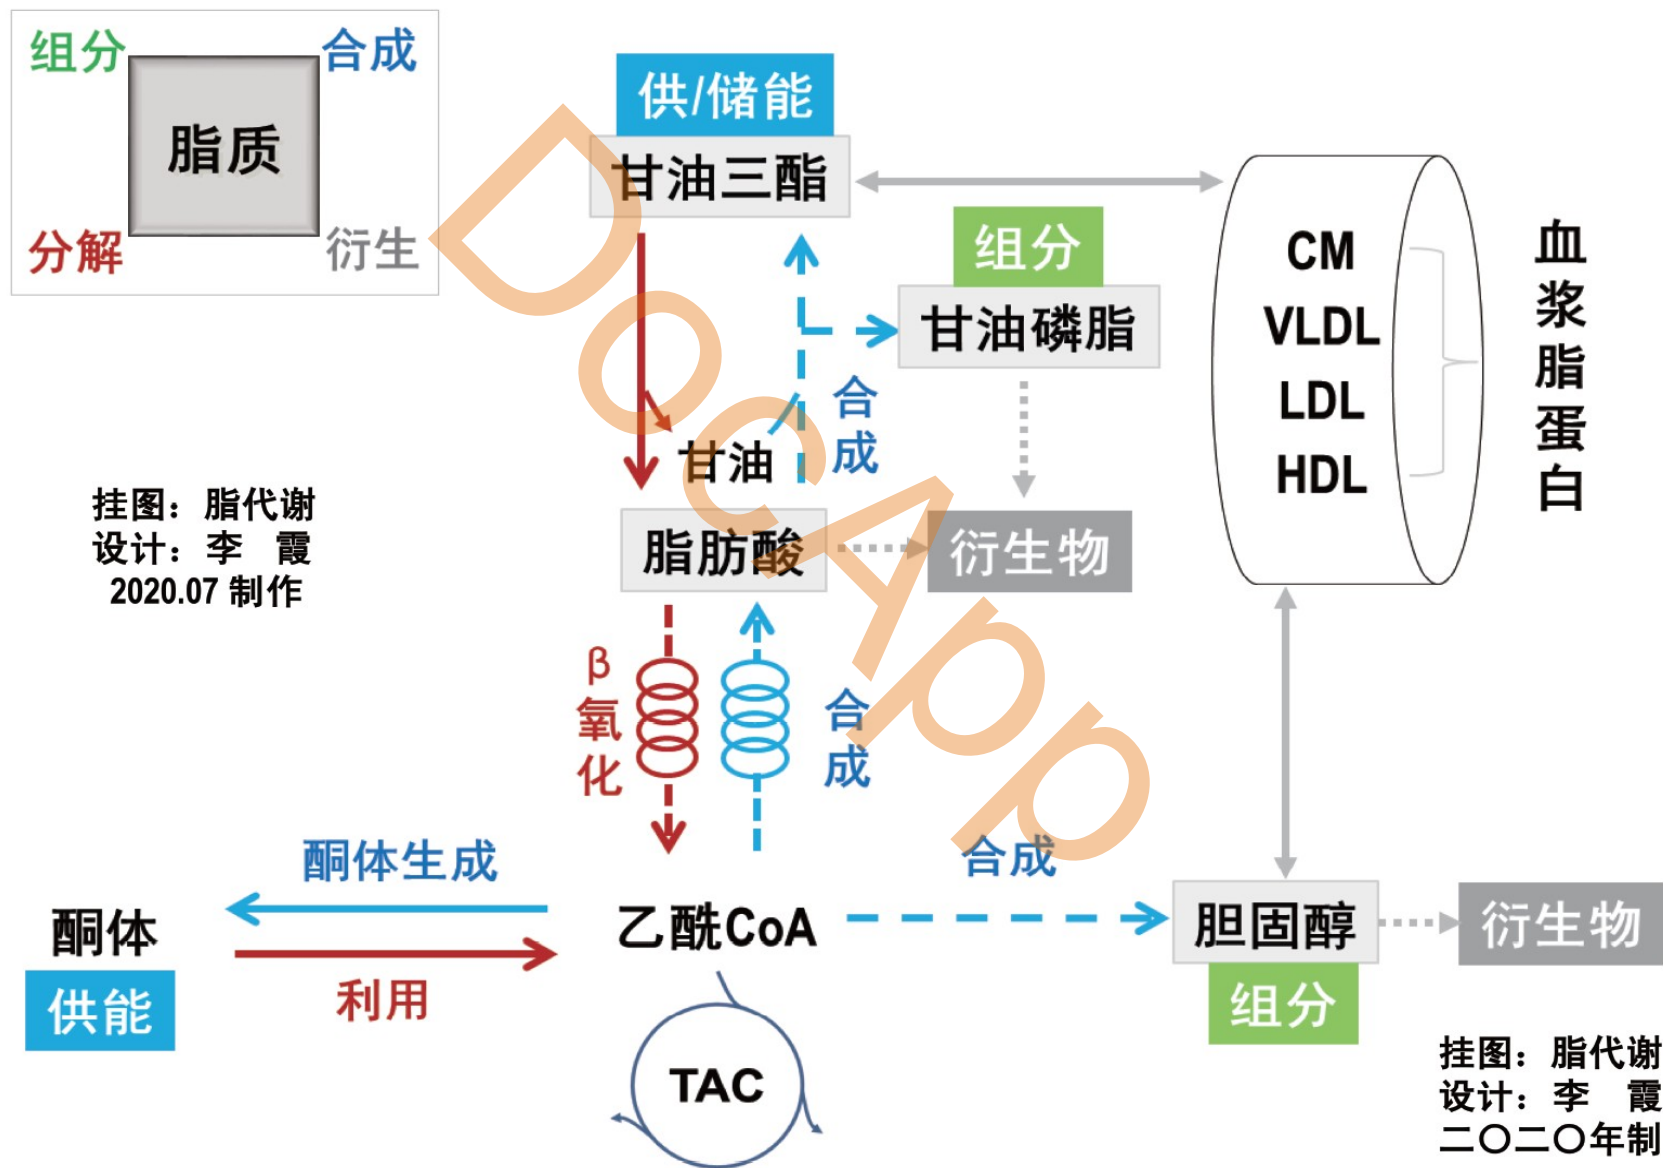 组分
合成
脂质
分解
衍生
供/储能
甘油三酯
组分
甘油磷脂
合成
甘油
脂肪酸
衍生物
CM
VLDL
LDL
HDL
血浆脂蛋白
挂图：脂代谢
设计：李 霞
2020.07 制作
β氧化
合成
酮体生成
合成
酮体
乙酰CoA
胆固醇
衍生物
供能
利用
组分
TAC
挂图：脂代谢
设计：李 霞
二〇二〇年制
DocApp